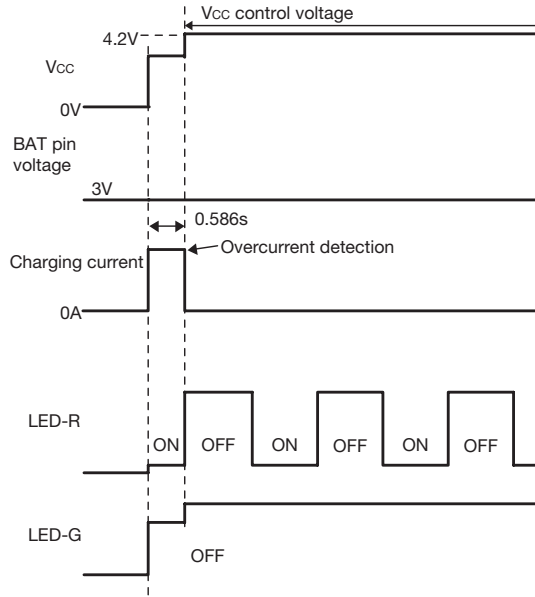 Vcc control voltage
4.2V
Vcc
0V
BAT pin
voltage
3V
0.586s
Overcurrent detection
Charging current
0A
LED-R
ON OFF ON OFF ON OFF
LED-G
OFF